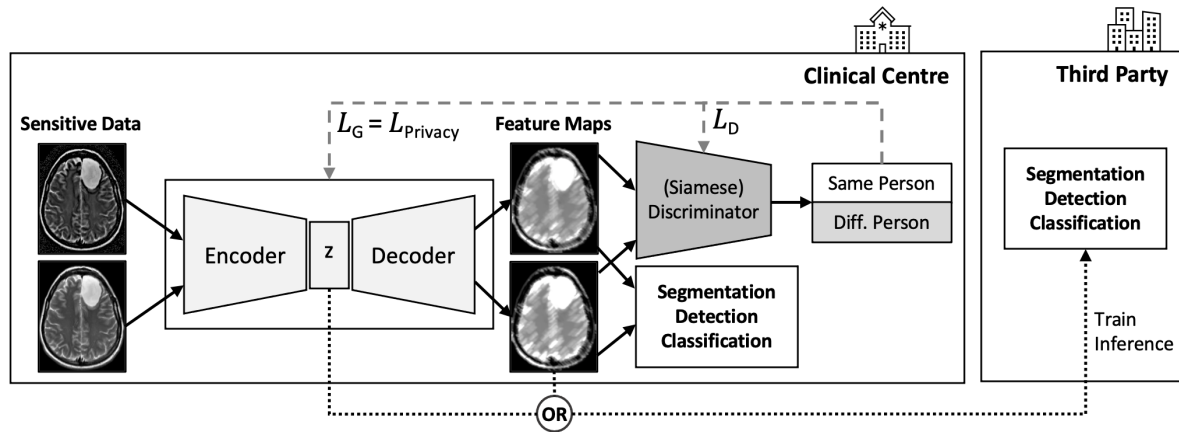 Clinical Centre
Third Party
Sensitive Data
L_G = L_Privacy
Feature Maps
L_D
Encoder
z
Decoder
(Siamese)
Discriminator
Same Person
Diff. Person
Segmentation
Detection
Classification
Segmentation
Detection
Classification
Train
Inference
OR